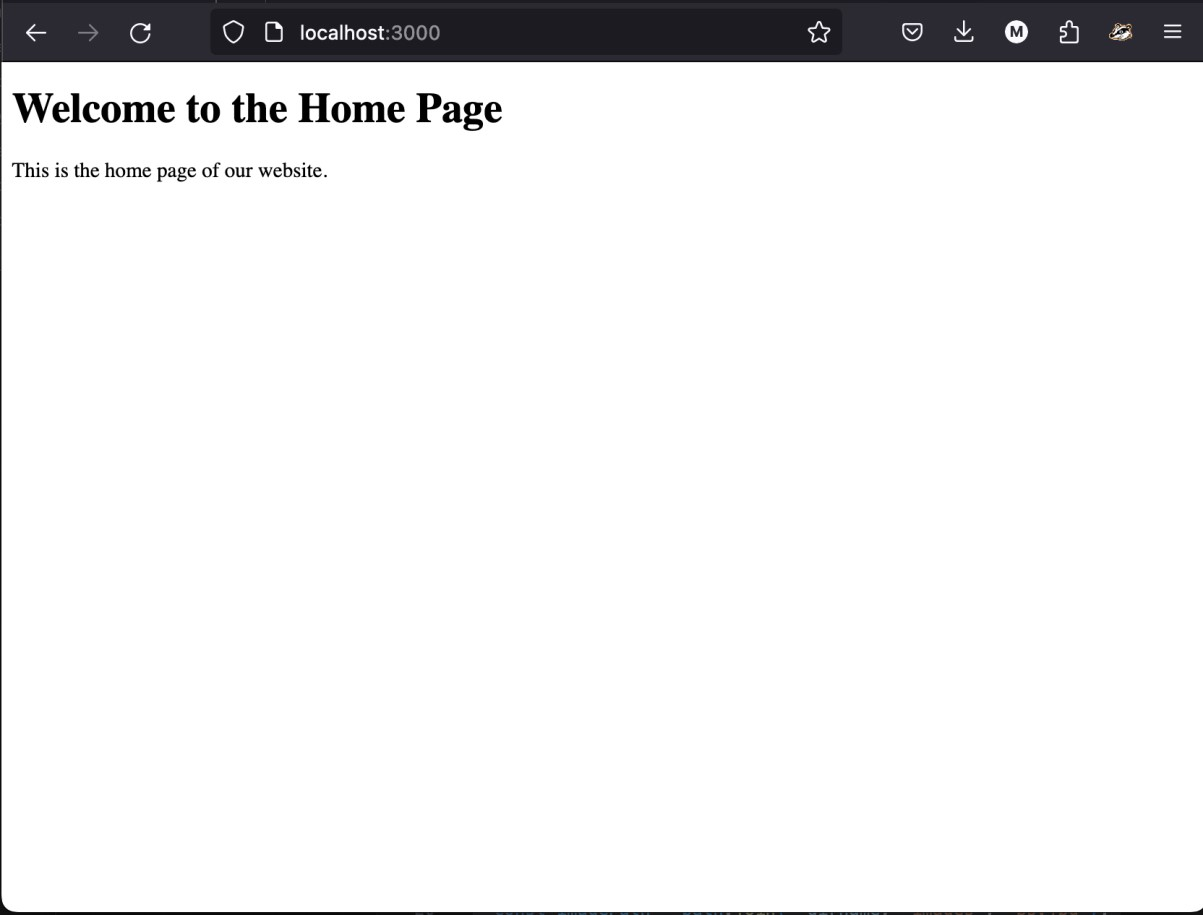 localhost:3000
M
Welcome to the Home Page
This is the home page of our website.